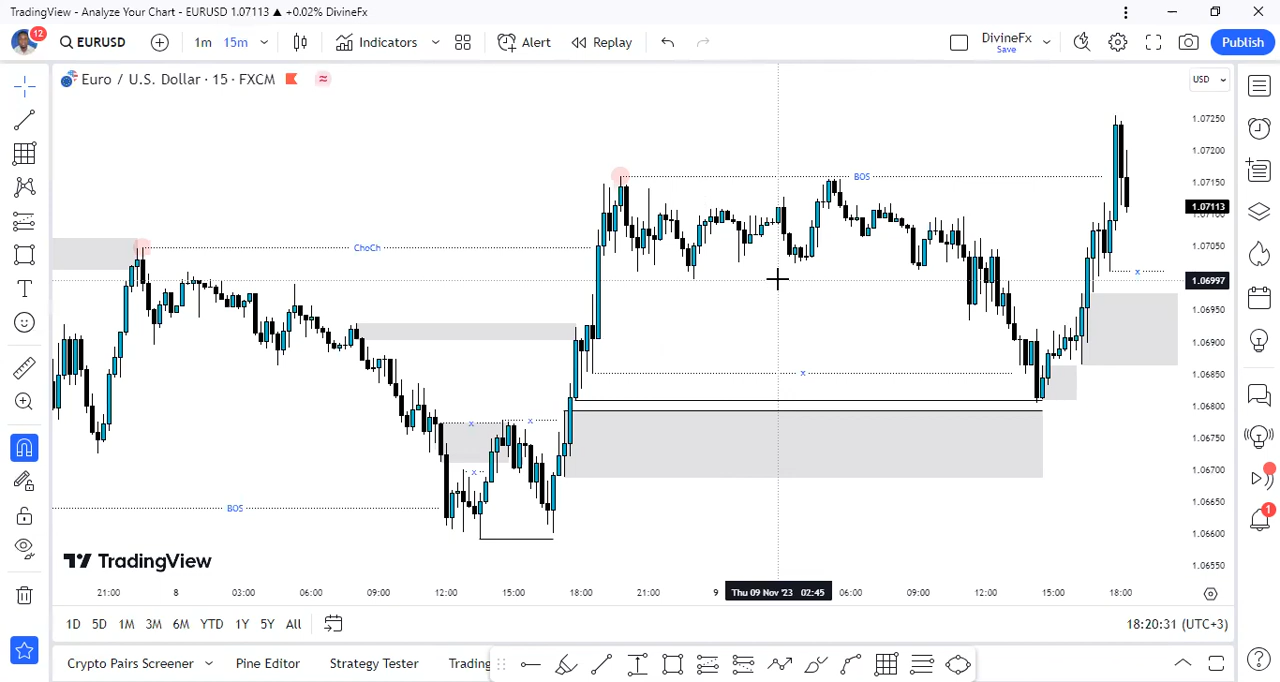 TradingView - Analyze Your Chart - EURUSD 1.07113 ▲ +0.02% DivineFx
12
EURUSD
1m
15m
Indicators
Alert
Replay
DivineFx
Save
Publish
Euro / U.S. Dollar · 15 · FXCM
USD
1.07250
1.07200
1.07150
1.07113
1.07100
1.07050
1.06997
1.06950
1.06900
1.06850
1.06800
1.06750
1.06700
1.06650
1.06600
1.06550
BOS
ChoCh
x
x
x
x
x
BOS
TradingView
21:00
8
03:00
06:00
09:00
12:00
15:00
18:00
21:00
9
Thu 09 Nov '23 02:45
06:00
09:00
12:00
15:00
18:00
1D
5D
1M
3M
6M
YTD
1Y
5Y
All
18:20:31 (UTC+3)
Crypto Pairs Screener
Pine Editor
Strategy Tester
Trading
1